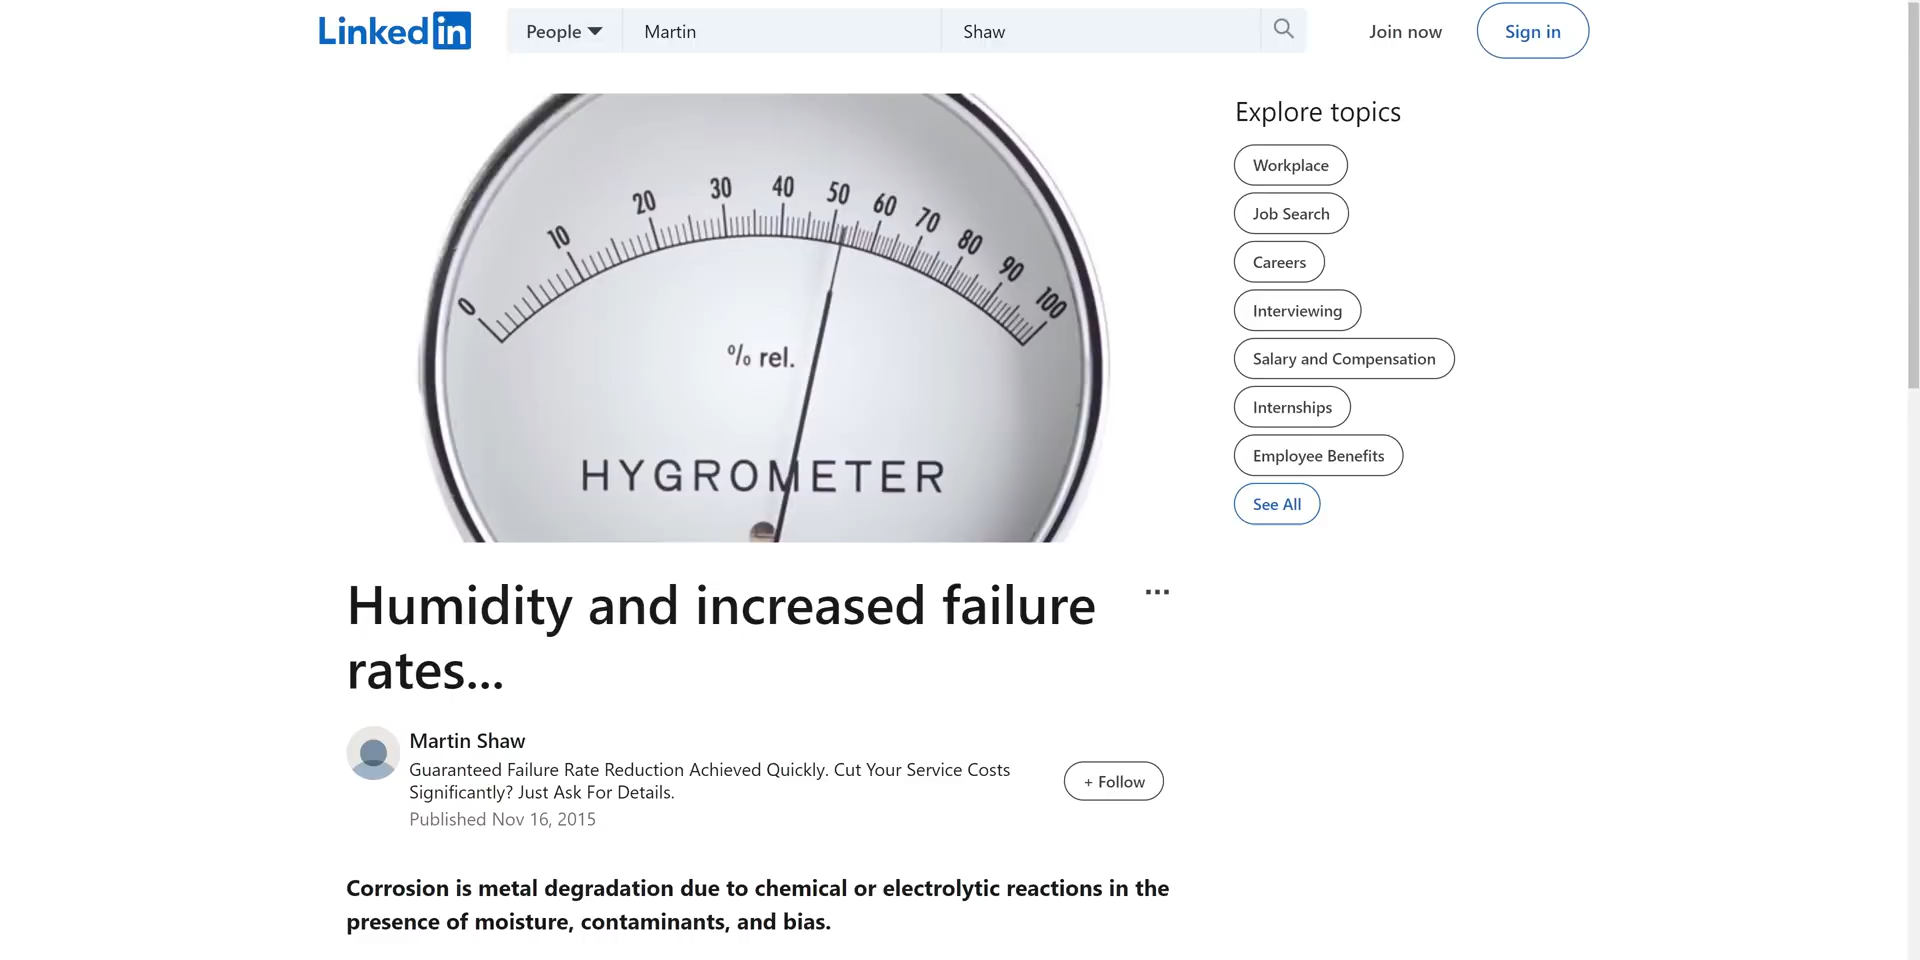 Linked in
People
Martin
Shaw
Join now
Sign in
0 10 20 30 40 50 60 70 80 90 100
% rel.
HYGROMETER
Explore topics
Workplace
Job Search
Careers
Interviewing
Salary and Compensation
Internships
Employee Benefits
See All
Humidity and increased failure
rates...
...
Martin Shaw
Guaranteed Failure Rate Reduction Achieved Quickly. Cut Your Service Costs
Significantly? Just Ask For Details.
Published Nov 16, 2015
+ Follow
Corrosion is metal degradation due to chemical or electrolytic reactions in the
presence of moisture, contaminants, and bias.